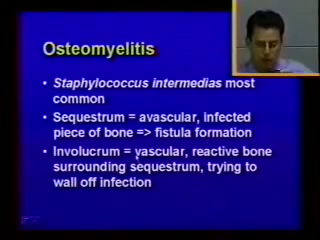 Osteomyelitis
• Staphylococcus intermedias most
common
• Sequestrum = avascular, infected
piece of bone => fistula formation
• Involucrum = vascular, reactive bone
surrounding sequestrum, trying to
wall off infection